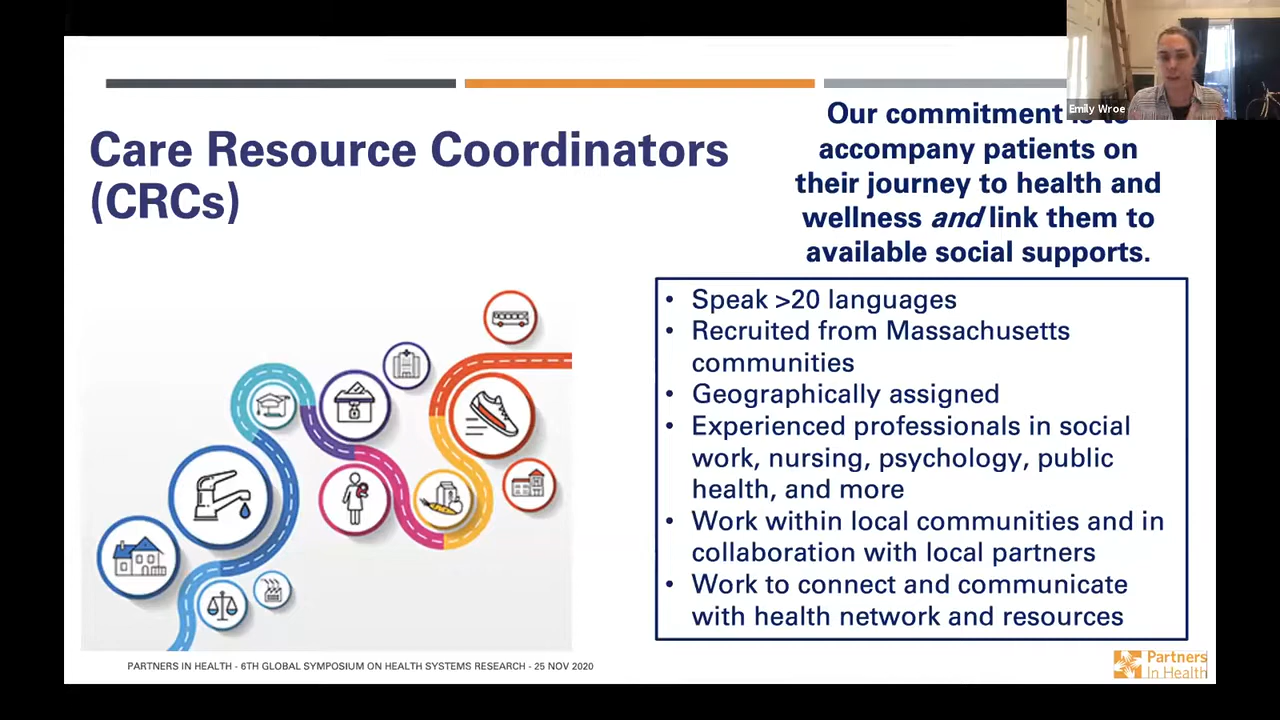 Emily Wroe
Care Resource Coordinators
(CRCs)
Our commitment is to
accompany patients on
their journey to health and
wellness and link them to
available social supports.
• Speak >20 languages
• Recruited from Massachusetts
communities
• Geographically assigned
• Experienced professionals in social
work, nursing, psychology, public
health, and more
• Work within local communities and in
collaboration with local partners
• Work to connect and communicate
with health network and resources
PARTNERS IN HEALTH - 6TH GLOBAL SYMPOSIUM ON HEALTH SYSTEMS RESEARCH - 25 NOV 2020
Partners
In Health